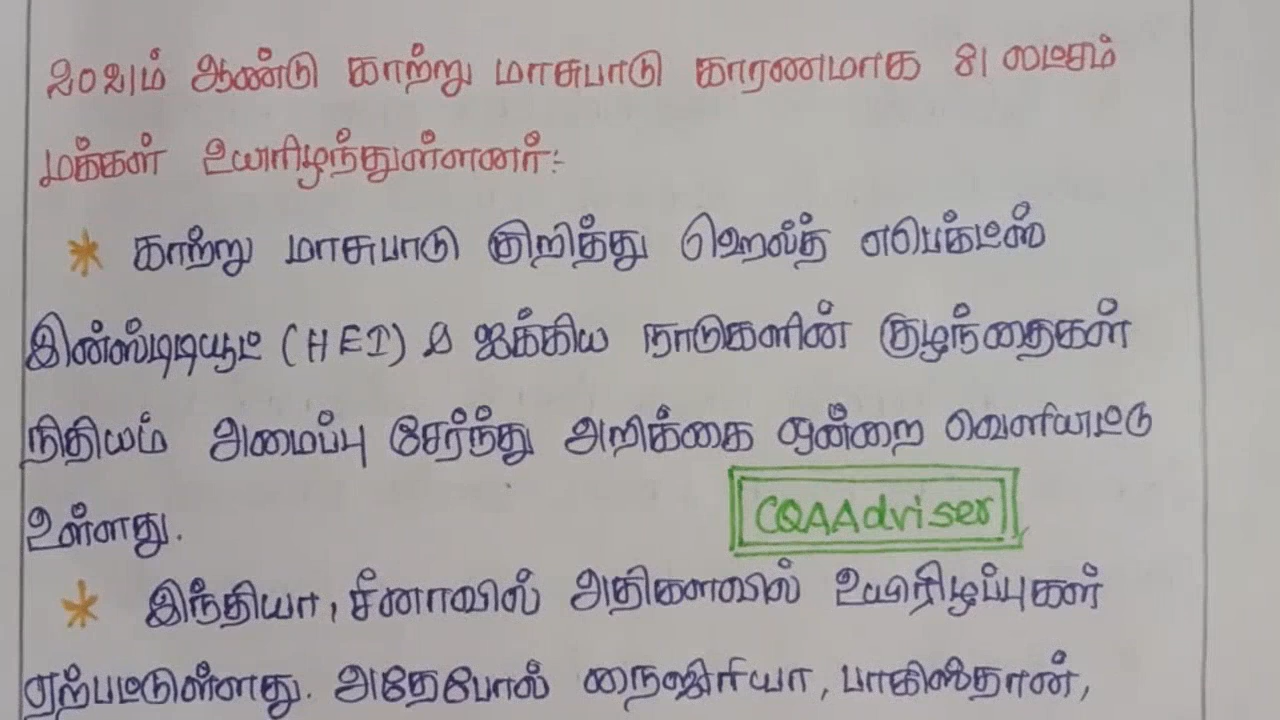 2021ம் ஆண்டு காற்று மாசுபாடு காரணமாக 81 லட்சம்
மக்கள் உயிரிழந்துள்ளனர்:-
* காற்று மாசுபாடு குறித்து ஹெல்த் எபெக்டீஸ்
இன்ஸ்டிடியூட் (HEI) & ஐக்கிய நாடுகளின் குழந்தைகள்
நிதியம் அமைப்பு சேர்ந்து அறிக்கை ஒன்றை வெளியிட்டு
உள்ளது.
CQAAdviser
* இந்தியா, சீனாவில் அதிகளவில் உயிரிழப்புகள்
ஏற்பட்டுள்ளது. அதேபோல் நைஜிரியா, பாகிஸ்தான்,